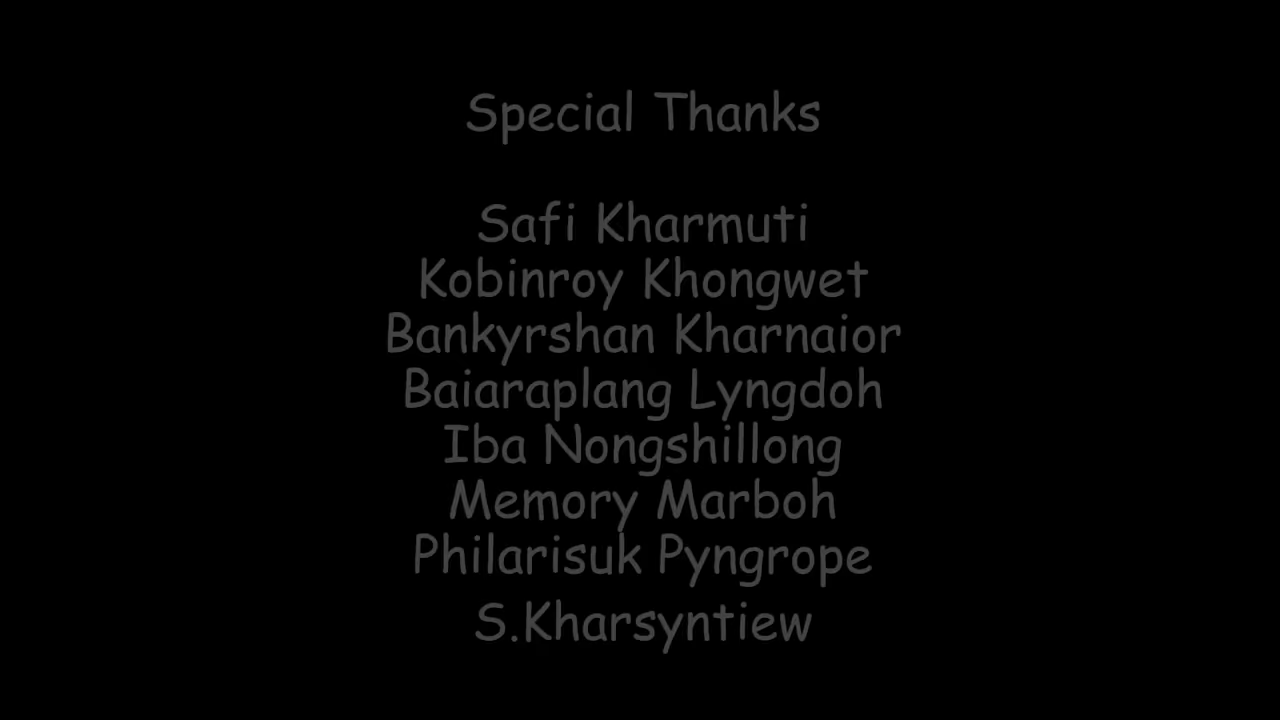 Special Thanks
Safi Kharmuti
Kobinroy Khongwet
Bankyrshan Kharnaior
Baiaraplang Lyngdoh
Iba Nongshillong
Memory Marboh
Philarisuk Pyngrope
S.Kharsyntiew